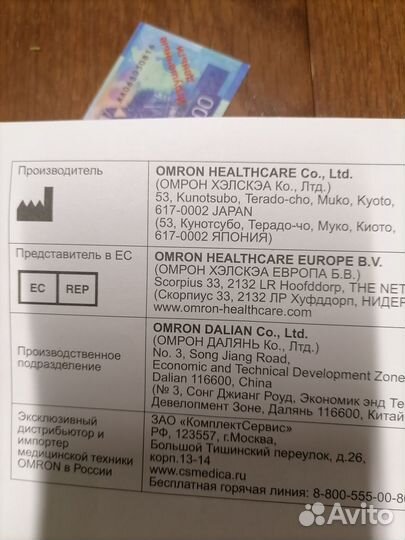 АА063050816
подарочные
деньги
Производитель
OMRON HEALTHCARE Co., Ltd.
(ОМРОН ХЭЛСКЭА Ко., Лтд.)
53, Kunotsubo, Terado-cho, Muko, Kyoto,
617-0002 JAPAN
(53, Кунотсубо, Терадо-чо, Муко, Киото,
617-0002 ЯПОНИЯ)
Представитель в ЕС
EC REP
OMRON HEALTHCARE EUROPE B.V.
(ОМРОН ХЭЛСКЭА ЕВРОПА Б.В.)
Scorpius 33, 2132 LR Hoofddorp, THE NET
(Скорпиус 33, 2132 ЛР Хуфддорп, НИДЕР
www.omron-healthcare.com
Производственное
подразделение
OMRON DALIAN Co., Ltd.
(ОМРОН ДАЛЯНЬ Ко., Лтд.)
No. 3, Song Jiang Road,
Economic and Technical Development Zone
Dalian 116600, China
(№ 3, Сонг Джианг Роуд, Экономик энд Те
Девелопмент Зоне, Далянь 116600, Китай
Эксклюзивный
дистрибьютор и
импортер
медицинской техники
OMRON в России
ЗАО «КомплектСервис»
РФ, 123557, г.Москва,
Большой Тишинский переулок, д.26,
корп.13-14
www.csmedica.ru
Бесплатная горячая линия: 8-800-555-00-80
Avito